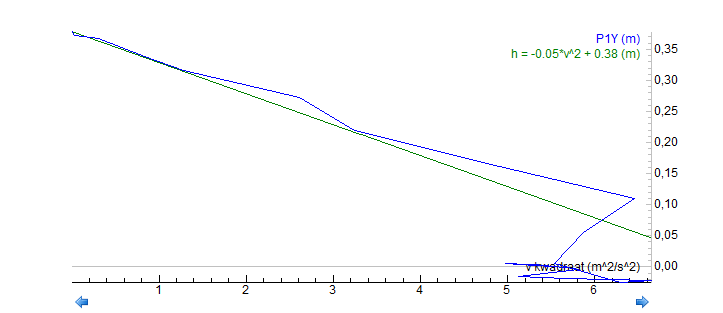 P1Y (m)
h = -0.05*v^2 + 0.38 (m)
0,35
0,30
0,25
0,20
0,15
0,10
0,05
0,00
v kwadraat (m^2/s^2)
1 2 3 4 5 6